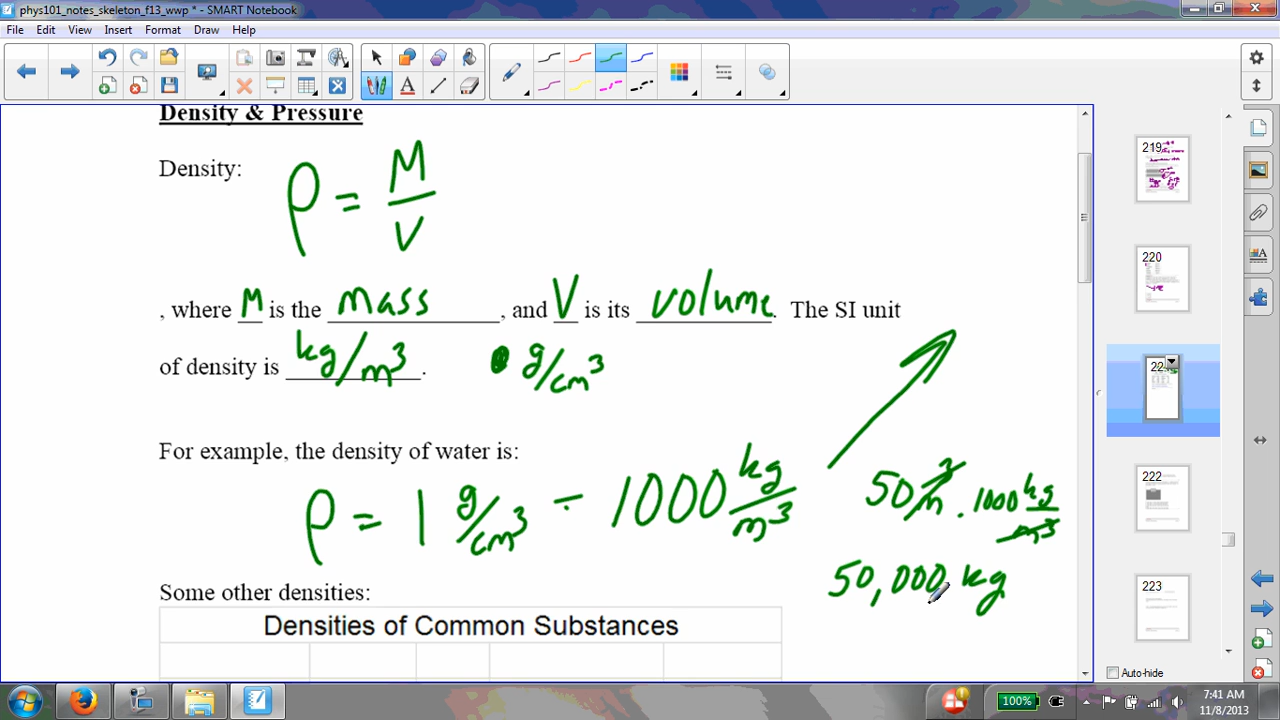 phys101_notes_skeleton_f13_wwp * - SMART Notebook
File Edit View Insert Format Draw Help
Density & Pressure
Density: ρ = M/V
, where M is the mass, and V is its volume. The SI unit
of density is kg/m³. g/cm³
For example, the density of water is:
ρ = 1 g/cm³ = 1000 kg/m³
50 m³ · 1000 kg/m³
50,000 kg
Some other densities:
Densities of Common Substances
219
220
222
223
Auto-hide
100%
7:41 AM
11/8/2013